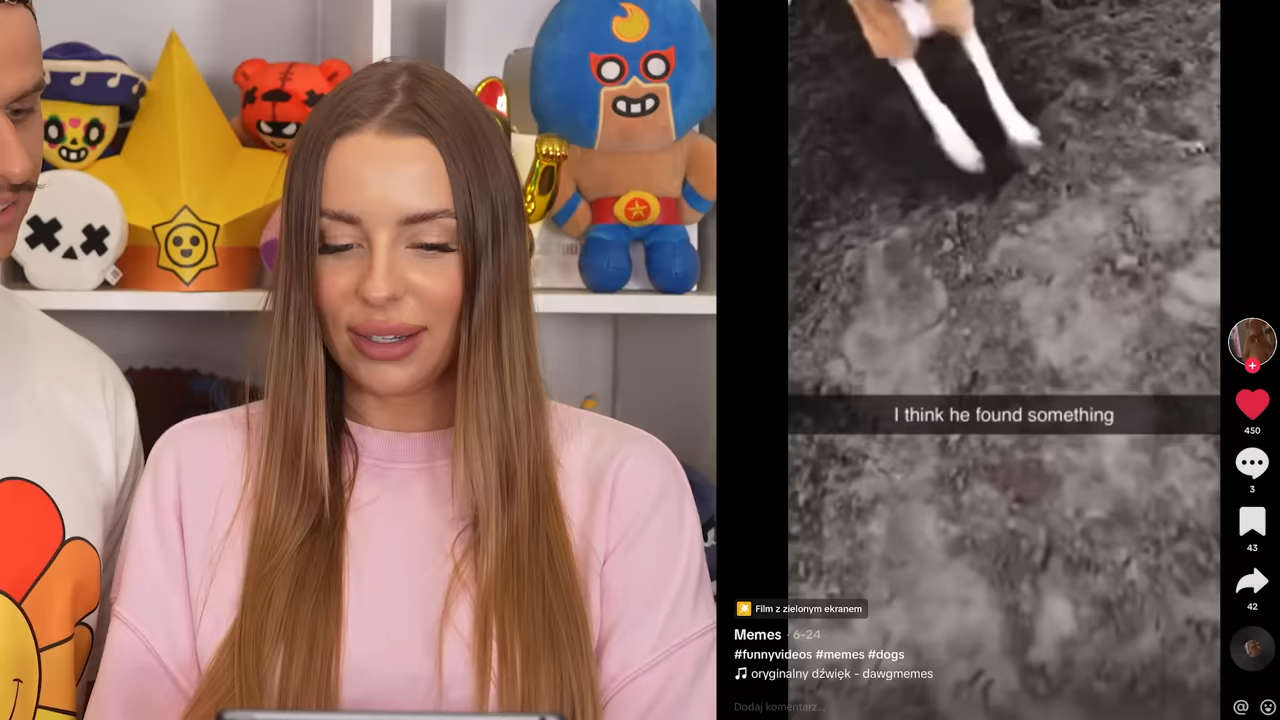 I think he found something
450
3
43
42
Film z zielonym ekranem
Memes · 6-24
#funnyvideos #memes #dogs
oryginalny dźwięk - dawgmemes
Dodaj komentarz...
@